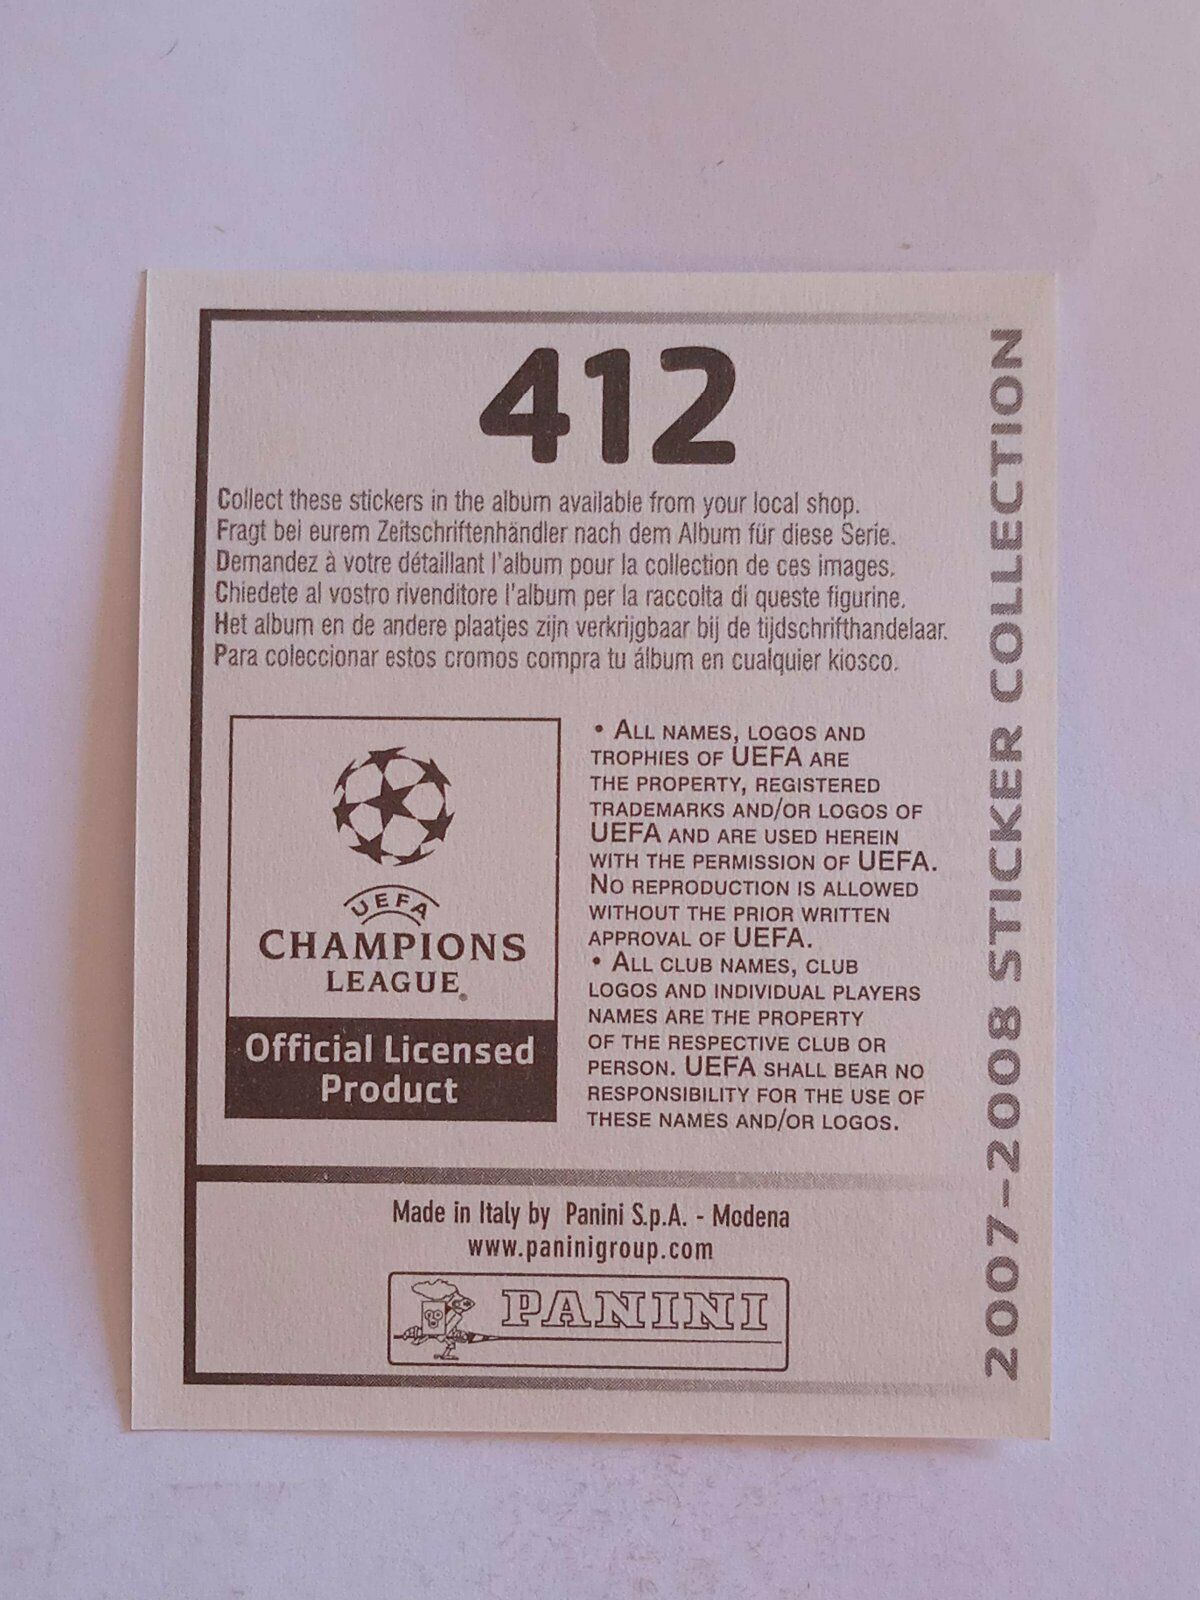 412
Collect these stickers in the album available from your local shop.
Fragt bei eurem Zeitschriftenhändler nach dem Album für diese Serie.
Demandez à votre détaillant l'album pour la collection de ces images.
Chiedete al vostro rivenditore l'album per la raccolta di queste figurine.
Het album en de andere plaatjes zijn verkrijgbaar bij de tijdschrifthandelaar.
Para coleccionar estos cromos compra tu álbum en cualquier kiosco.
UEFA
CHAMPIONS
LEAGUE®
Official Licensed
Product
• ALL NAMES, LOGOS AND
TROPHIES OF UEFA ARE
THE PROPERTY, REGISTERED
TRADEMARKS AND/OR LOGOS OF
UEFA AND ARE USED HEREIN
WITH THE PERMISSION OF UEFA.
NO REPRODUCTION IS ALLOWED
WITHOUT THE PRIOR WRITTEN
APPROVAL OF UEFA.
• ALL CLUB NAMES, CLUB
LOGOS AND INDIVIDUAL PLAYERS
NAMES ARE THE PROPERTY
OF THE RESPECTIVE CLUB OR
PERSON. UEFA SHALL BEAR NO
RESPONSIBILITY FOR THE USE OF
THESE NAMES AND/OR LOGOS.
Made in Italy by Panini S.p.A. - Modena
www.paninigroup.com
PANINI
2007-2008 STICKER COLLECTION